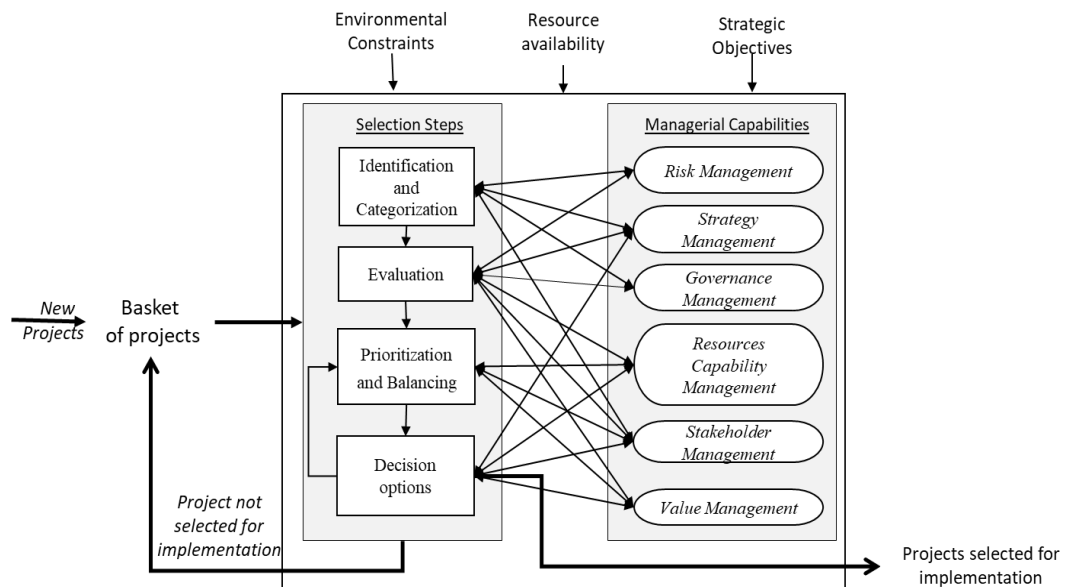 Environmental
Constraints
Resource
availability
Strategic
Objectives
Selection Steps
Managerial Capabilities
Identification
and
Categorization
Evaluation
Prioritization
and Balancing
Decision
options
Risk Management
Strategy
Management
Governance
Management
Resources
Capability
Management
Stakeholder
Management
Value Management
New
Projects
Basket
of projects
Project not
selected for
implementation
Projects selected for
implementation